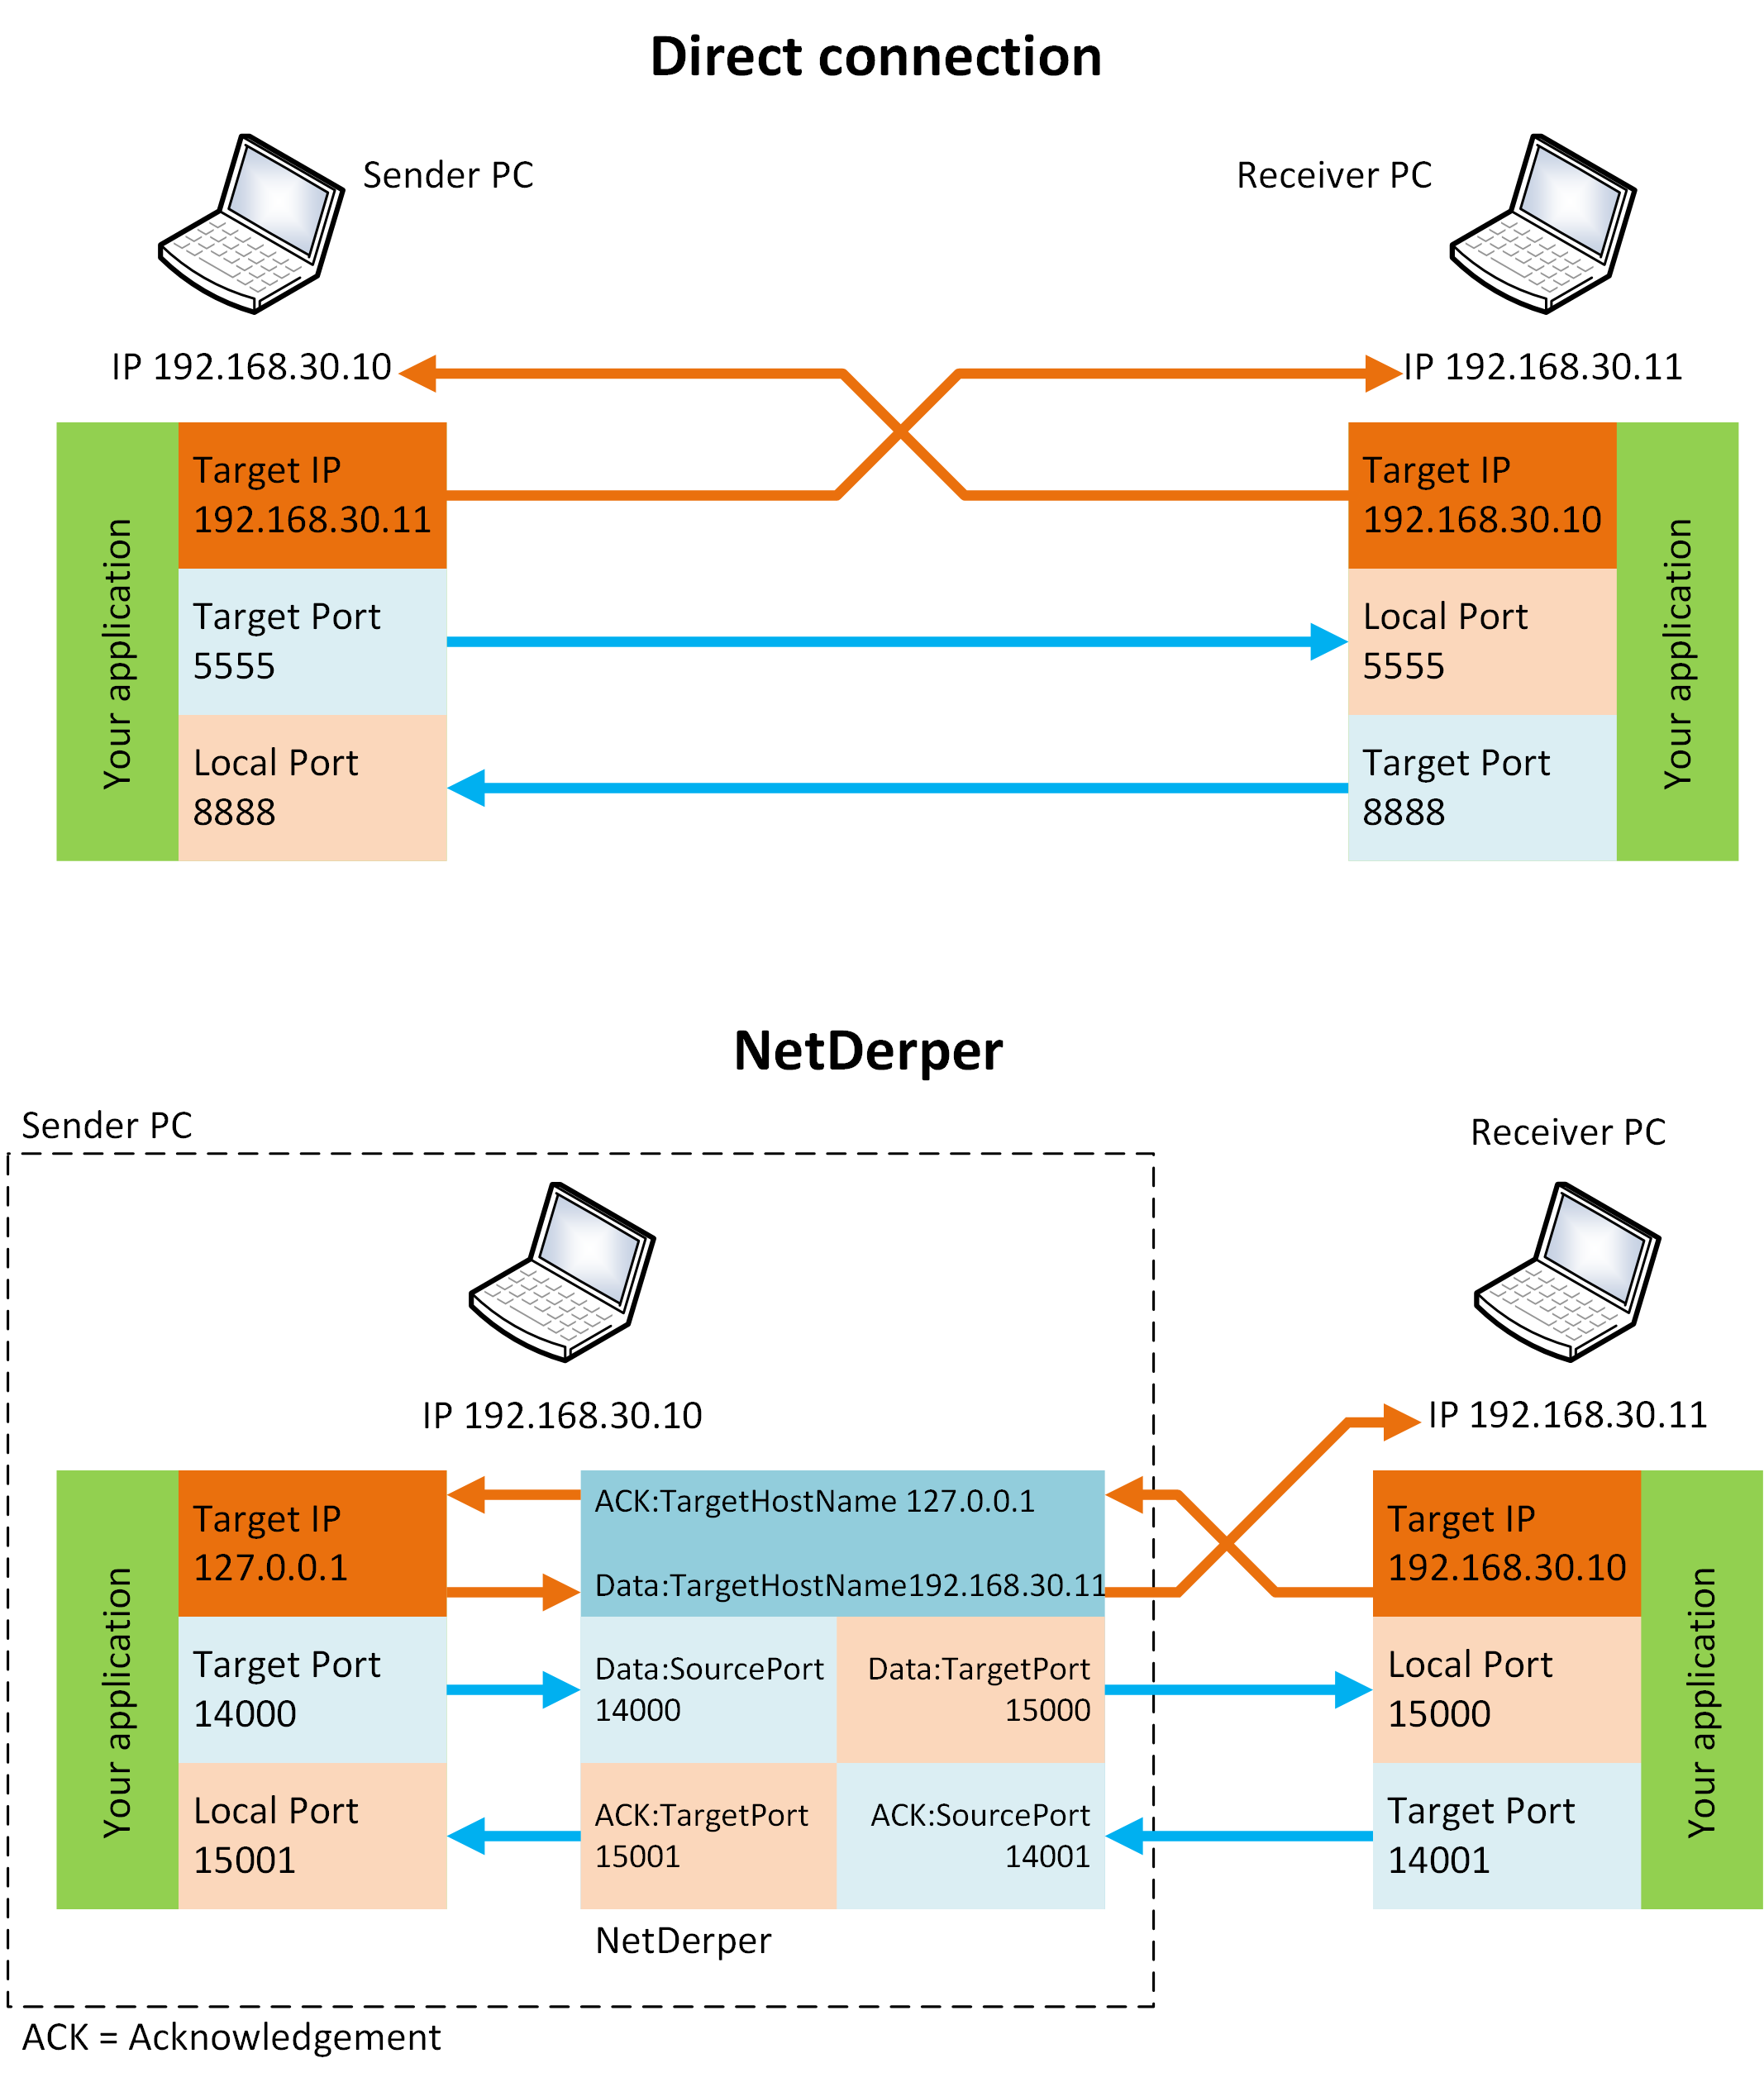 Direct connection
Sender PC
Receiver PC
IP 192.168.30.10
IP 192.168.30.11
Your application
Target IP
192.168.30.11
Target Port
5555
Local Port
8888
Target IP
192.168.30.10
Local Port
5555
Target Port
8888
Your application
NetDerper
Sender PC
Receiver PC
IP 192.168.30.10
IP 192.168.30.11
Your application
Target IP
127.0.0.1
Target Port
14000
Local Port
15001
ACK:TargetHostName 127.0.0.1
Data:TargetHostName192.168.30.11
Data:SourcePort
14000
Data:TargetPort
15000
ACK:TargetPort
15001
ACK:SourcePort
14001
NetDerper
Target IP
192.168.30.10
Local Port
15000
Target Port
14001
Your application
ACK = Acknowledgement